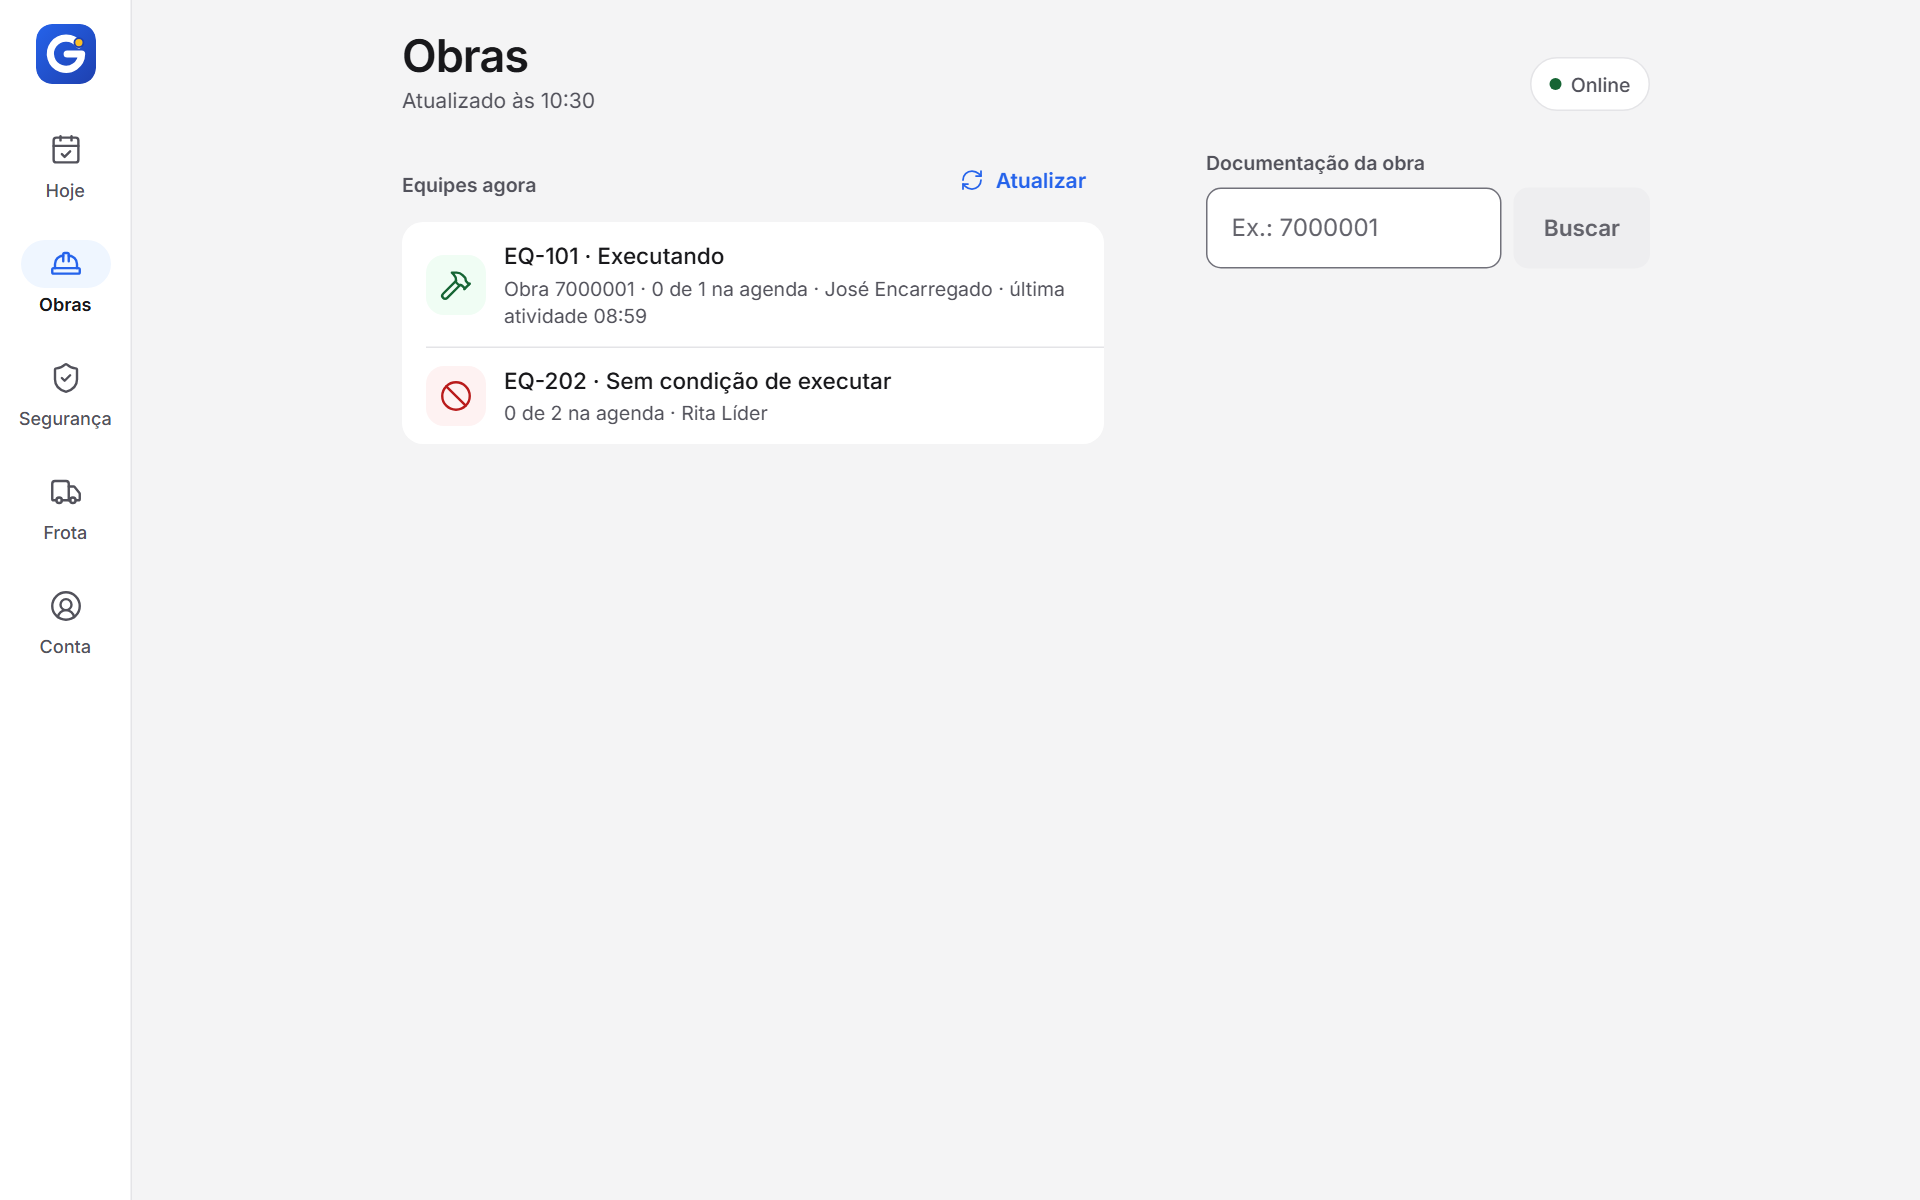 Hoje
Obras
Segurança
Frota
Conta
Obras
Atualizado às 10:30
Online
Equipes agora
Atualizar
EQ-101 · Executando
Obra 7000001 · 0 de 1 na agenda · José Encarregado · última
atividade 08:59
EQ-202 · Sem condição de executar
0 de 2 na agenda · Rita Líder
Documentação da obra
Ex.: 7000001
Buscar